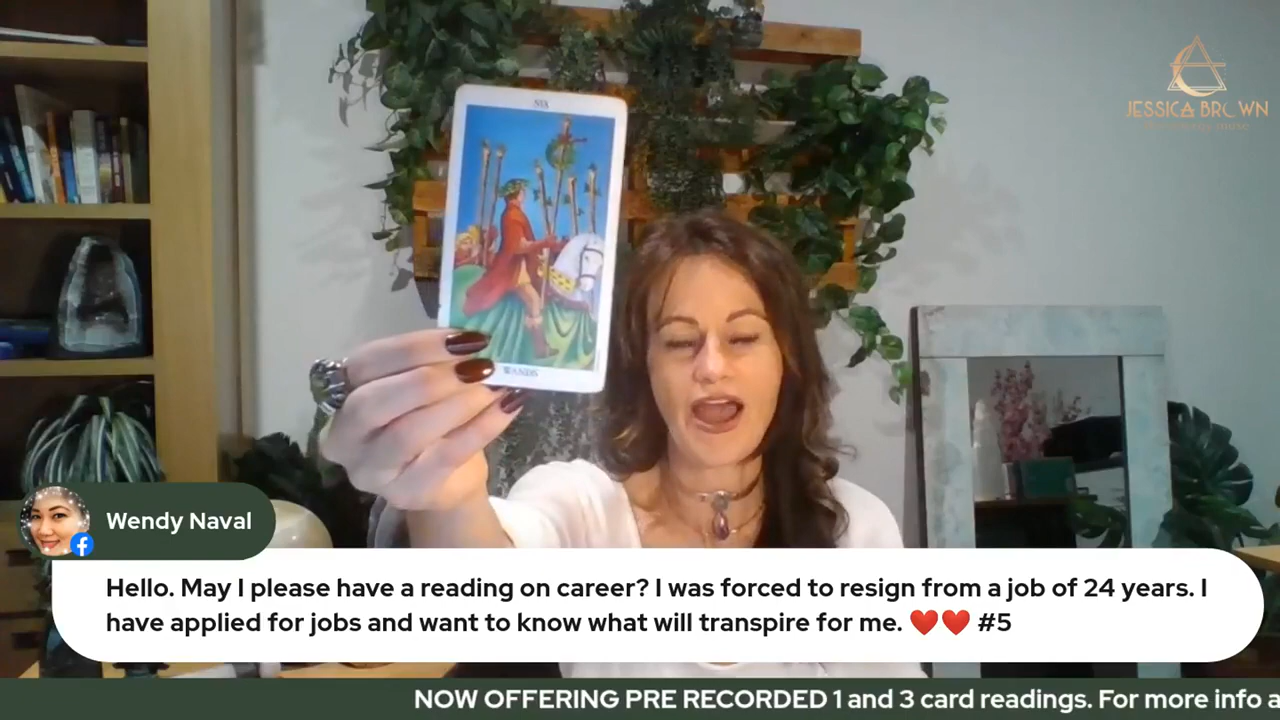 JESSICA BROWN
WANDS
Wendy Naval
Hello. May I please have a reading on career? I was forced to resign from a job of 24 years. I
have applied for jobs and want to know what will transpire for me. ❤️❤️ #5
NOW OFFERING PRE RECORDED 1 and 3 card readings. For more info a